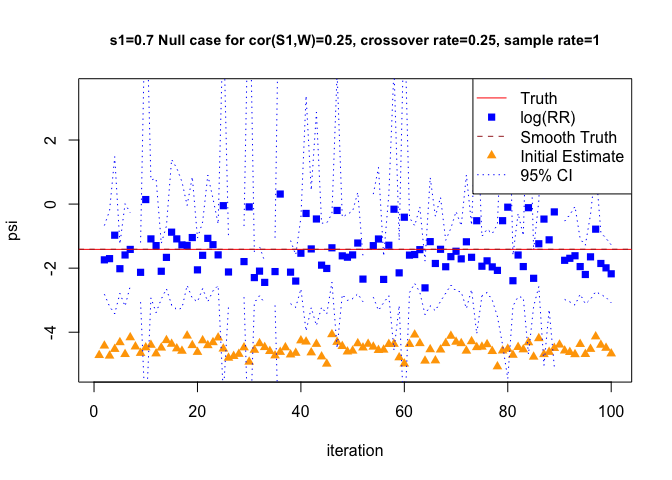 s1=0.7 Null case for cor(S1,W)=0.25, crossover rate=0.25, sample rate=1
Truth
log(RR)
Smooth Truth
Initial Estimate
95% CI
psi
2
0
-2
-4
0
20
40
60
80
100
iteration